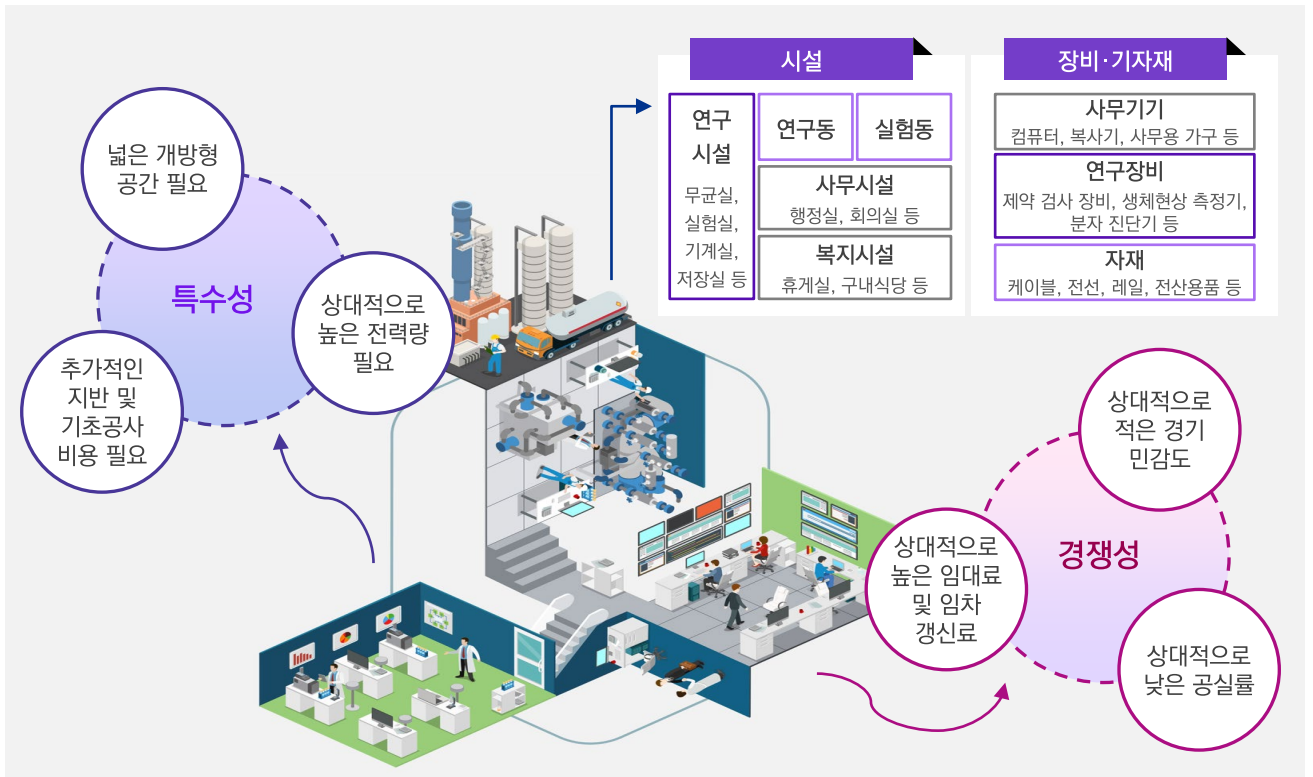 넓은 개방형
공간 필요
특수성
상대적으로
높은 전력량
필요
추가적인
지반 및
기초공사
비용 필요
시설
연구
시설
무균실,
실험실,
기계실,
저장실 등
연구동
실험동
사무시설
행정실, 회의실 등
복지시설
휴게실, 구내식당 등
장비·기자재
사무기기
컴퓨터, 복사기, 사무용 가구 등
연구장비
제약 검사 장비, 생체현상 측정기,
분자 진단기 등
자재
케이블, 전선, 레일, 전산용품 등
상대적으로
적은 경기
민감도
경쟁성
상대적으로
높은 임대료
및 임차
갱신료
상대적으로
낮은 공실률